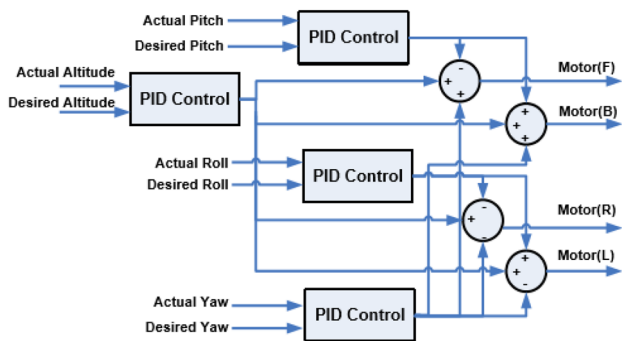 Actual Pitch
Desired Pitch
PID Control
Actual Altitude
Desired Altitude
PID Control
-
+
+
Motor(F)
+
+
+
Motor(B)
Actual Roll
Desired Roll
PID Control
-
+
-
Motor(R)
+
+
-
Motor(L)
Actual Yaw
Desired Yaw
PID Control